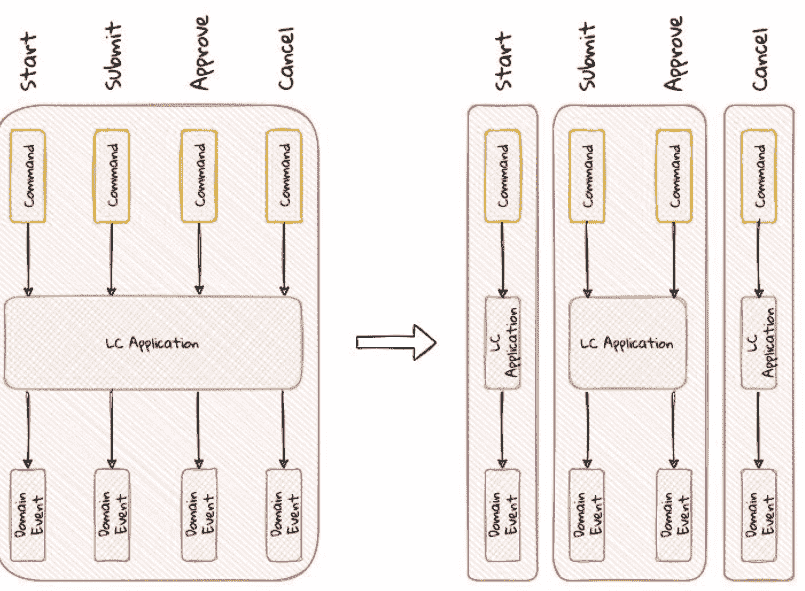 Start
Submit
Approve
Cancel
Start
Submit
Approve
Cancel
Command
Command
Command
Command
Command
Command
Command
Command
LC Application
LC
Application
LC Application
LC
Application
Domain
Event
Domain
Event
Domain
Event
Domain
Event
Domain
Event
Domain
Event
Domain
Event
Domain
Event